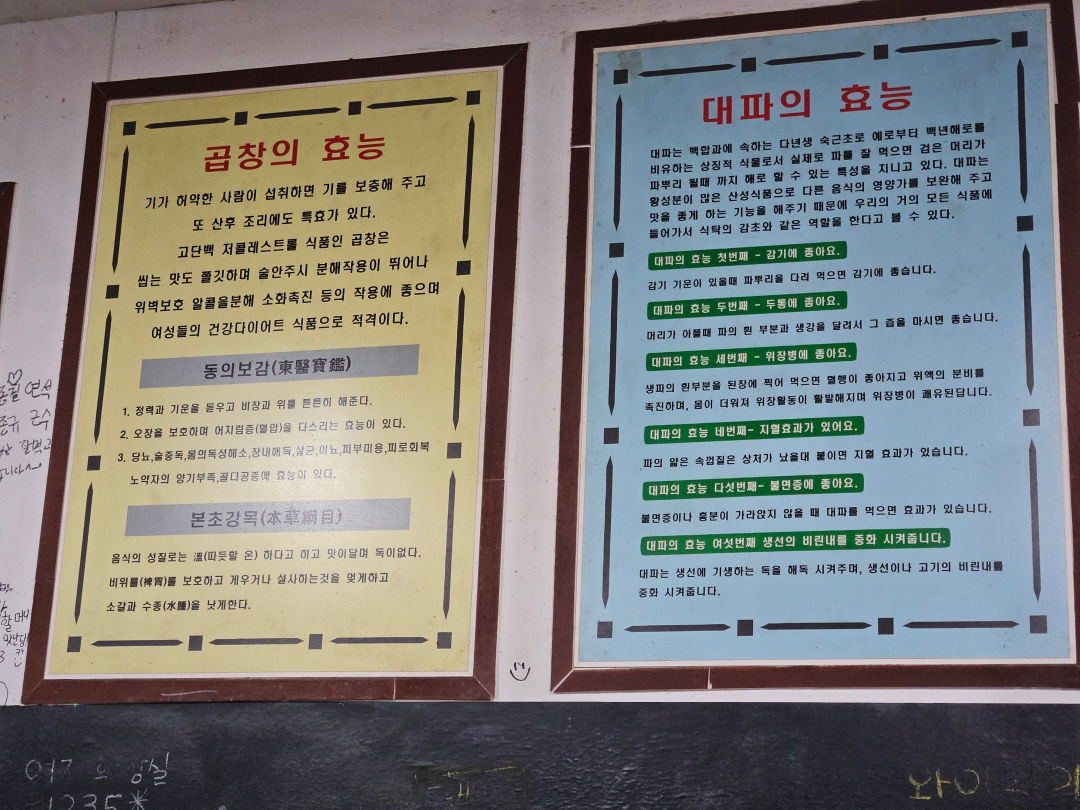 곱창의 효능
기가 허약한 사람이 섭취하면 기를 보충해 주고
또 산후 조리에도 특효가 있다.
고단백 저콜레스트롤 식품인 곱창은
씹는 맛도 쫄깃하며 술안주시 분해작용이 뛰어나
위벽보호 알콜을분해 소화촉진 등의 작용에 좋으며
여성들의 건강다이어트 식품으로 적격이다.
동의보감(東醫寶鑑)
1. 정력과 기운을 돋우고 비장과 위를 튼튼히 해준다.
2. 오장을 보호하며 어지럼증(혈압)을 다스리는 효능이 있다.
3. 당뇨,술중독,몸의독성해소,장내해독,살균,이뇨,피부미용,피로회복
노약자의 양기부족,골다공증에 효능이 있다.
본초강목(本草綱目)
음식의 성질로는 溫(따듯할 온) 하다고 하고 맛이달며 독이없다.
비위를(裨胃)를 보호하고 게우거나 설사하는것을 멎게하고
소갈과 수종(水腫)을 낫게한다.
대파의 효능
대파는 백합과에 속하는 다년생 숙근초로 예로부터 백년해로를
비유하는 상징적 식물로서 실제로 파를 잘 먹으면 검은 머리가
파뿌리 될때 까지 해로 할 수 있는 특성을 지니고 있다. 대파는
황성분이 많은 산성식품으로 다른 음식의 영양가를 보완해 주고
맛을 좋게 하는 기능을 해주기 때문에 우리의 거의 모든 식품에
들어가서 식탁의 감초와 같은 역할을 한다고 볼 수 있다.
대파의 효능 첫번째 - 감기에 좋아요.
감기 기운이 있을때 파뿌리을 다려 먹으면 감기에 좋습니다.
대파의 효능 두번째 - 두통에 좋아요.
머리가 아플때 파의 흰 부분과 생강을 달려서 그 즙을 마시면 좋습니다.
대파의 효능 세번째 - 위장병에 좋아요.
생파의 흰부분을 된장에 찍어 먹으면 혈행이 좋아지고 위액의 분비를
촉진하며, 몸이 더워져 위장활동이 활발해지며 위장병이 쾌유된답니다.
대파의 효능 네번째- 지혈효과가 있어요.
파의 얇은 속껍질은 상처가 났을대 붙이면 지혈 효과가 있습니다.
대파의 효능 다섯번째- 불면증에 좋아요.
불면증이나 흥분이 가라앉지 않을 때 대파를 먹으면 효과가 있습니다.
대파의 효능 여섯번째 생선의 비린내를 중화 시켜줍니다.
대파는 생선에 기생하는 독을 해독 시켜주며, 생선이나 고기의 비린내를
중화 시켜줍니다.
연석
1235*